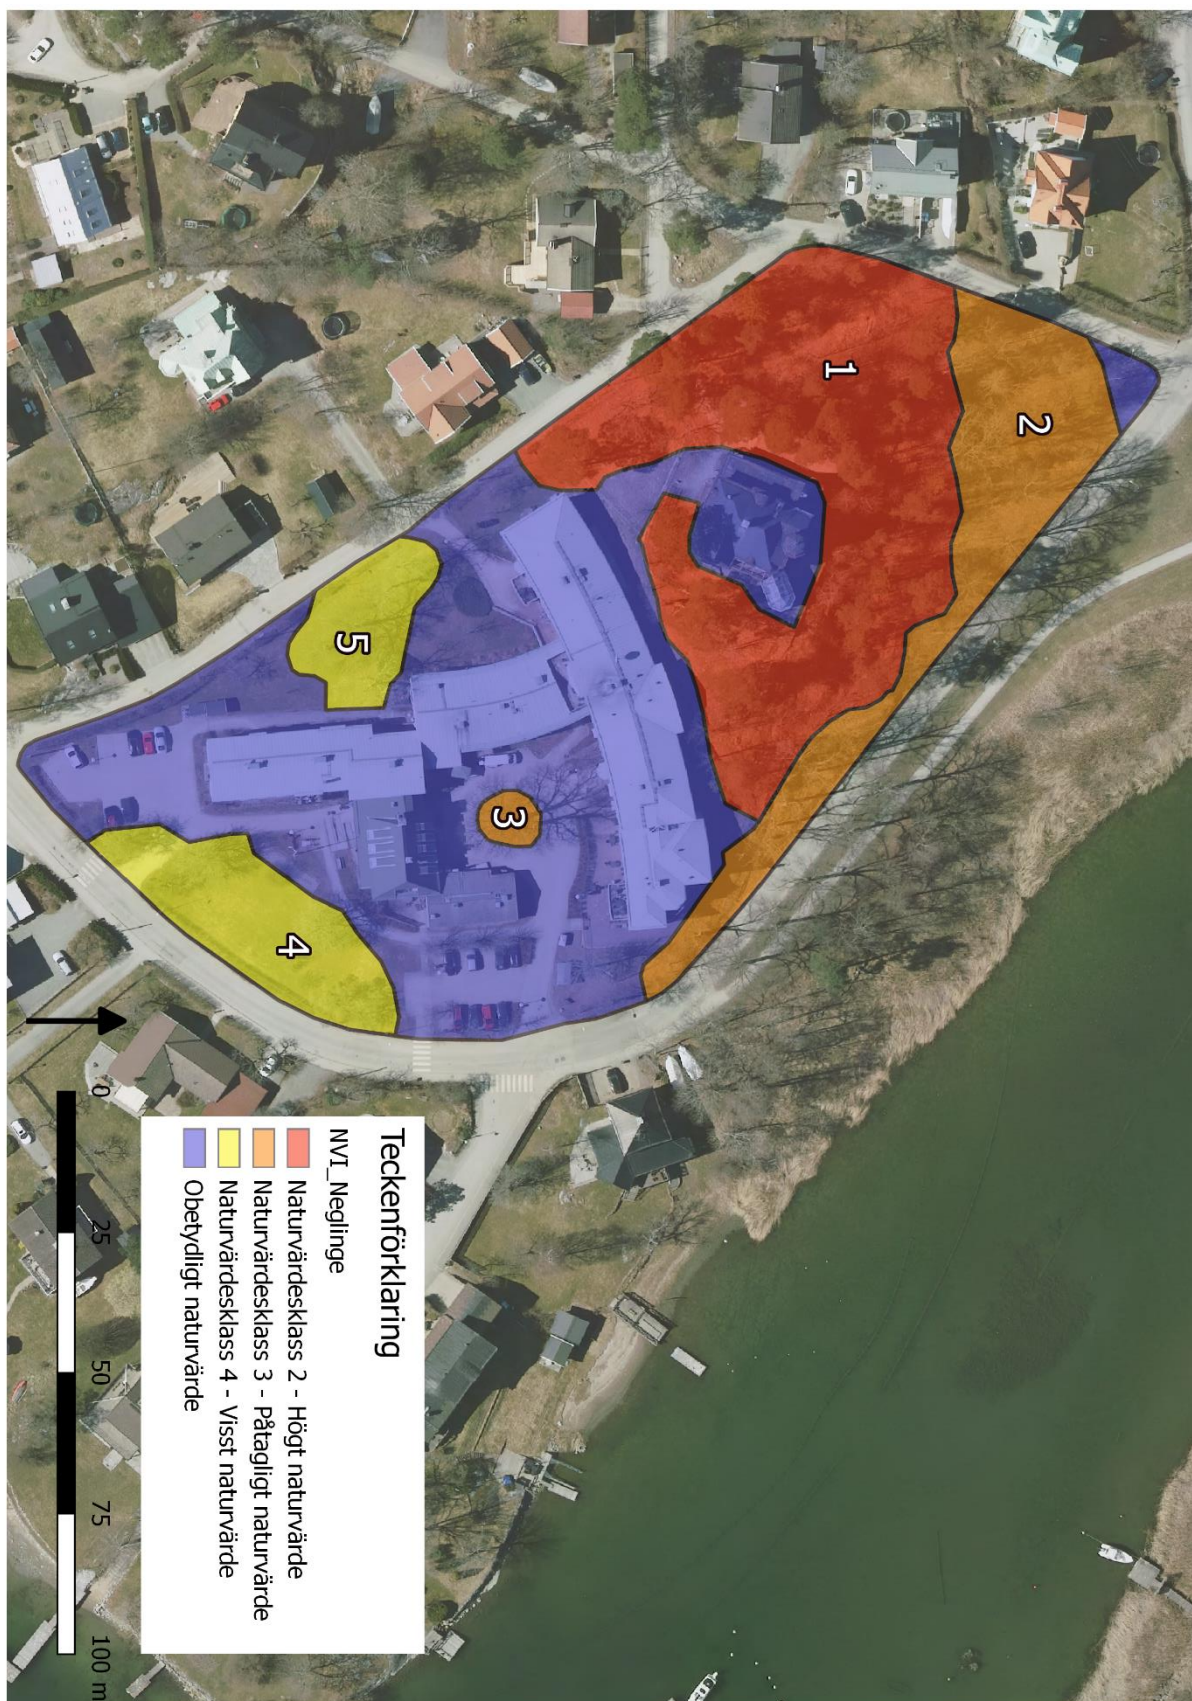 1
2
3
4
5
Teckenförklaring
NVI_Neglinge
Naturvärdesklass 2 - Högt naturvärde
Naturvärdesklass 3 - Påtagligt naturvärde
Naturvärdesklass 4 - Visst naturvärde
Obetydligt naturvärde
0 25 50 75 100 m